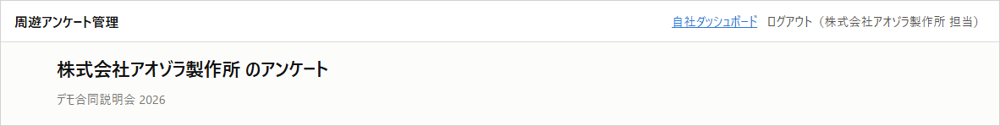 周遊アンケート管理
自社ダッシュボード ログアウト（株式会社アオゾラ製作所 担当）
株式会社アオゾラ製作所 のアンケート
デモ合同説明会 2026